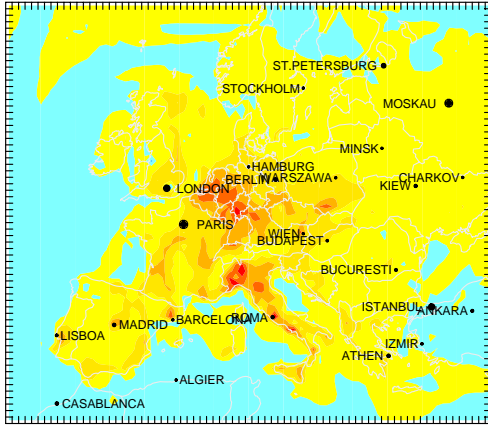 ST.PETERSBURG
STOCKHOLM
MOSKAU
MINSK
HAMBURG
BERLIN
WARSZAWA
CHARKOV
KIEW
LONDON
PARIS
WIEN
BUDAPEST
BUCURESTI
ISTANBUL
ANKARA
BARCELONA
ROMA
MADRID
LISBOA
IZMIR
ATHEN
ALGIER
CASABLANCA